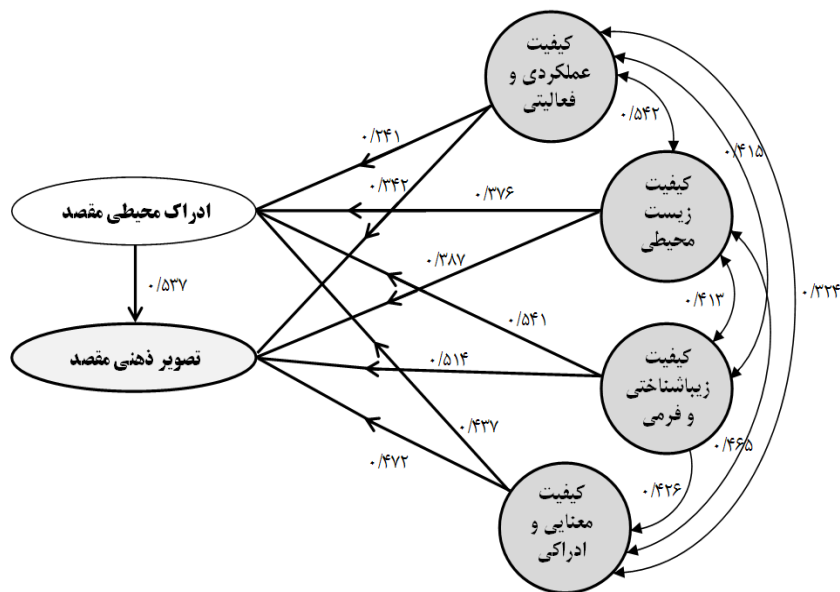 کیفیت
عملکردی و
فعالیتی
۰/۵۴۲
۰/۴۱۵
۰/۲۴۱
۰/۳۴۲
۰/۳۷۶
کیفیت
زیست
محیطی
ادراک محیطی مقصد
۰/۳۸۷
۰/۵۳۷
۰/۴۱۳
۰/۳۲۴
۰/۵۴۱
تصویر ذهنی مقصد
۰/۵۱۴
کیفیت
زیباشناختی
و فرمی
۰/۴۳۷
۰/۴۶۵
۰/۴۷۲
۰/۴۲۶
کیفیت
معنایی و
ادراکی